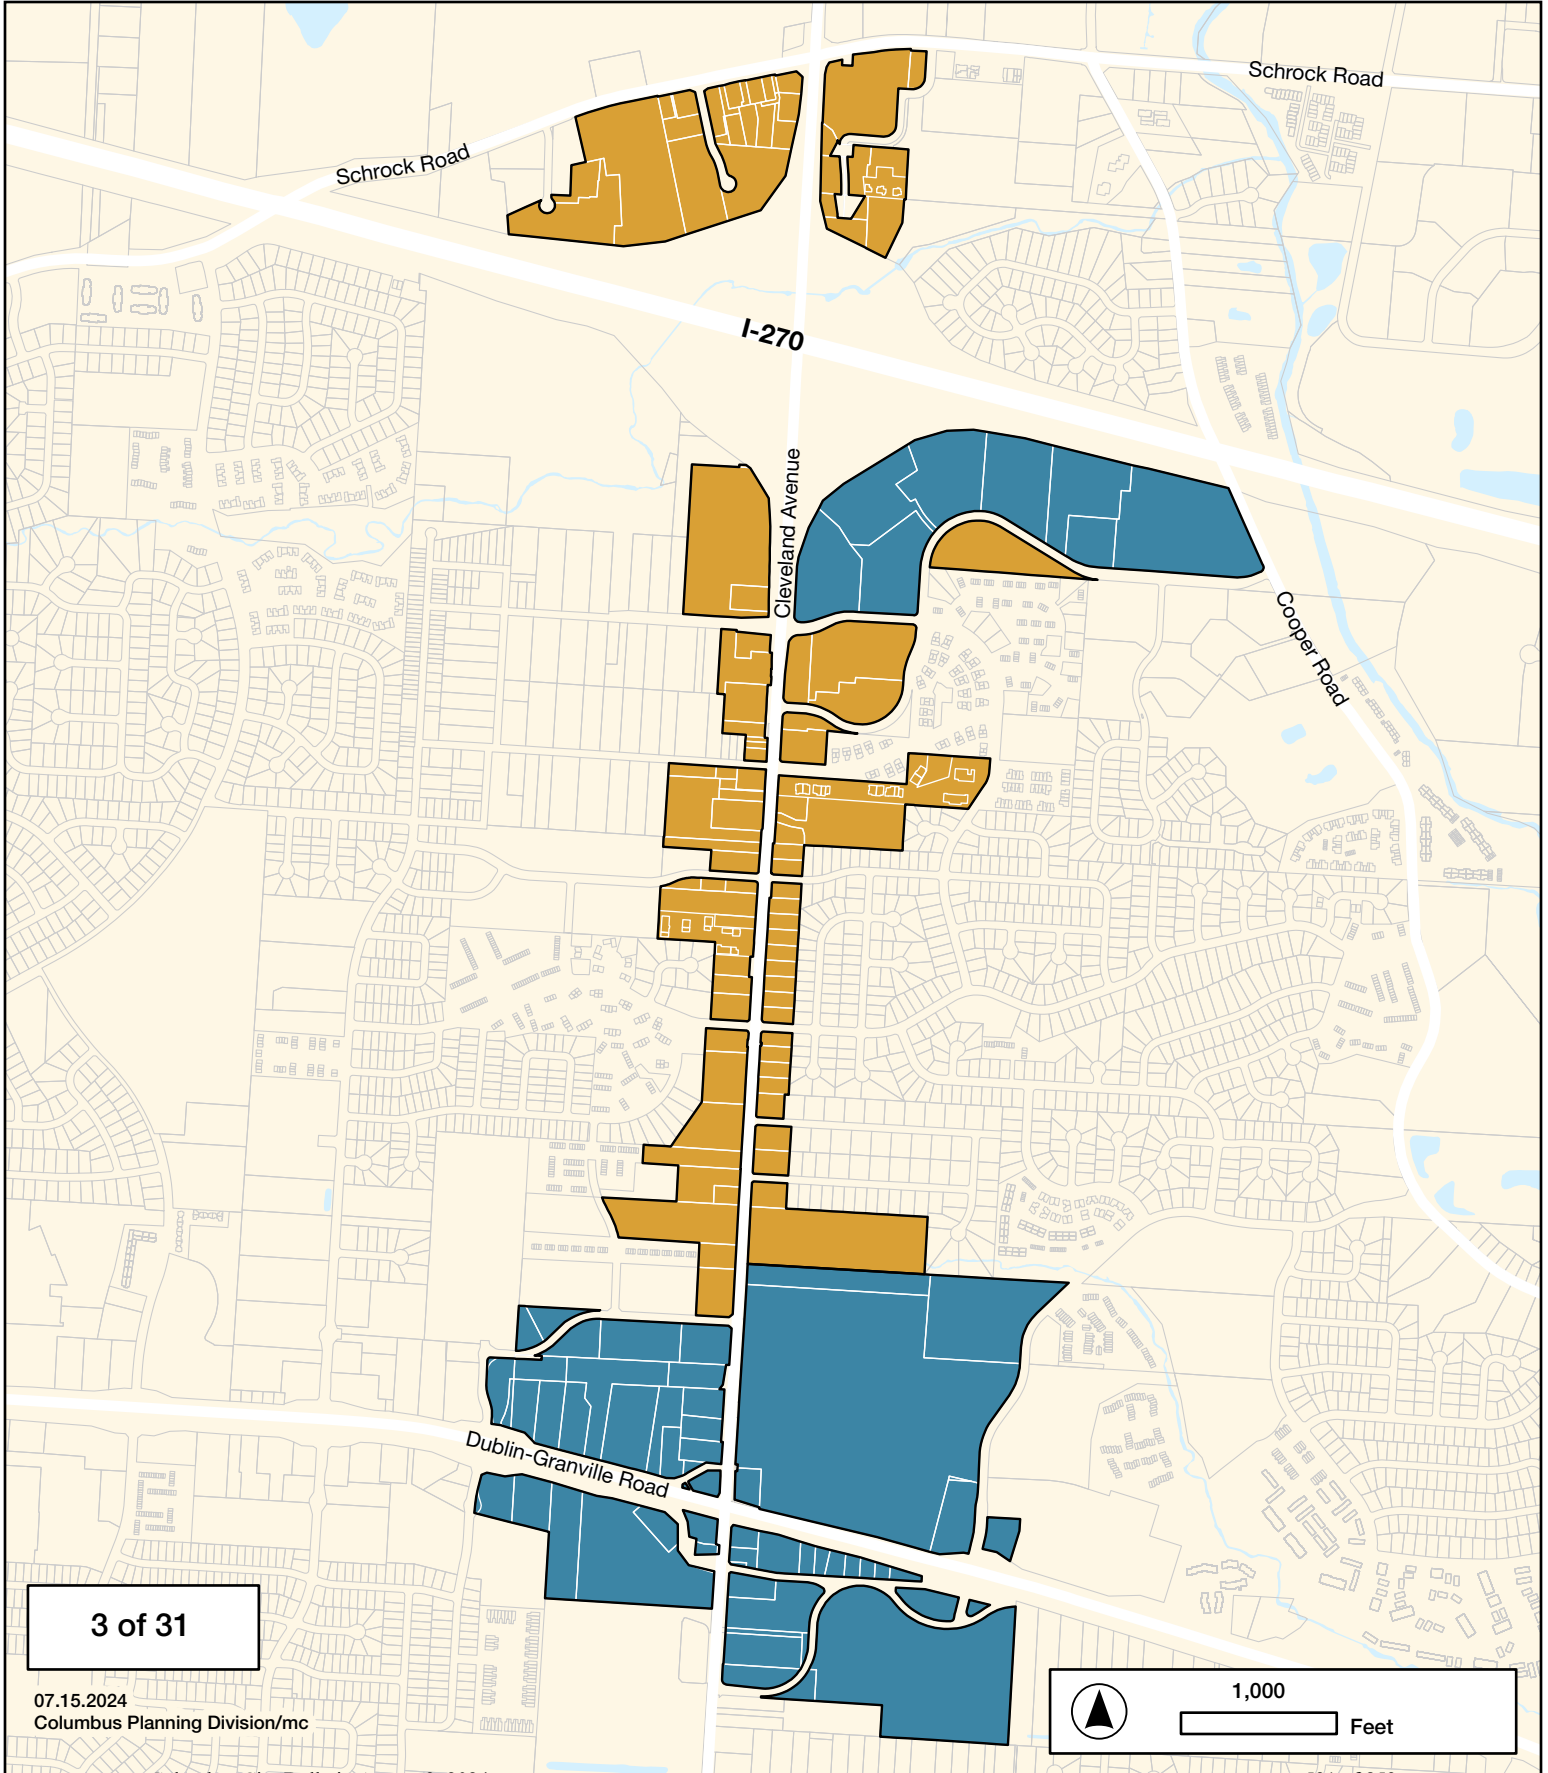 Schrock Road
Schrock Road
I-270
Cleveland Avenue
Cooper Road
Dublin-Granville Road
3 of 31
07.15.2024
Columbus Planning Division/mc
1,000
Feet